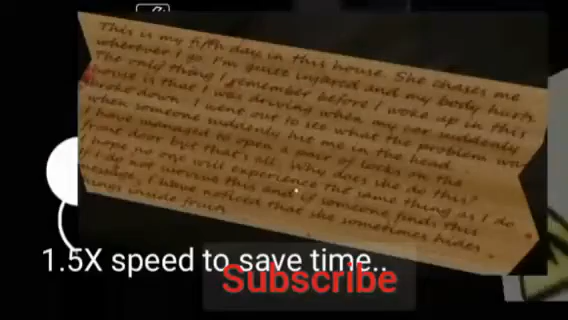 This is my fifth day in this house. She chases me
wherever I go. I'm quite injured and my body hurts.
The only thing I remember before I woke up in this
house is that I was driving when my car suddenly
broke down. I went out to see what the problem was
when someone suddenly hit me in the head.
I have managed to open a pair of locks on the
front door but that's all. Why does she do this?
I hope no one will experience the same thing as I do
If I do not survive this and if someone finds this
message, I have noticed that she sometimes hides
things inside fruits
1.5X speed to save time..
Subscribe